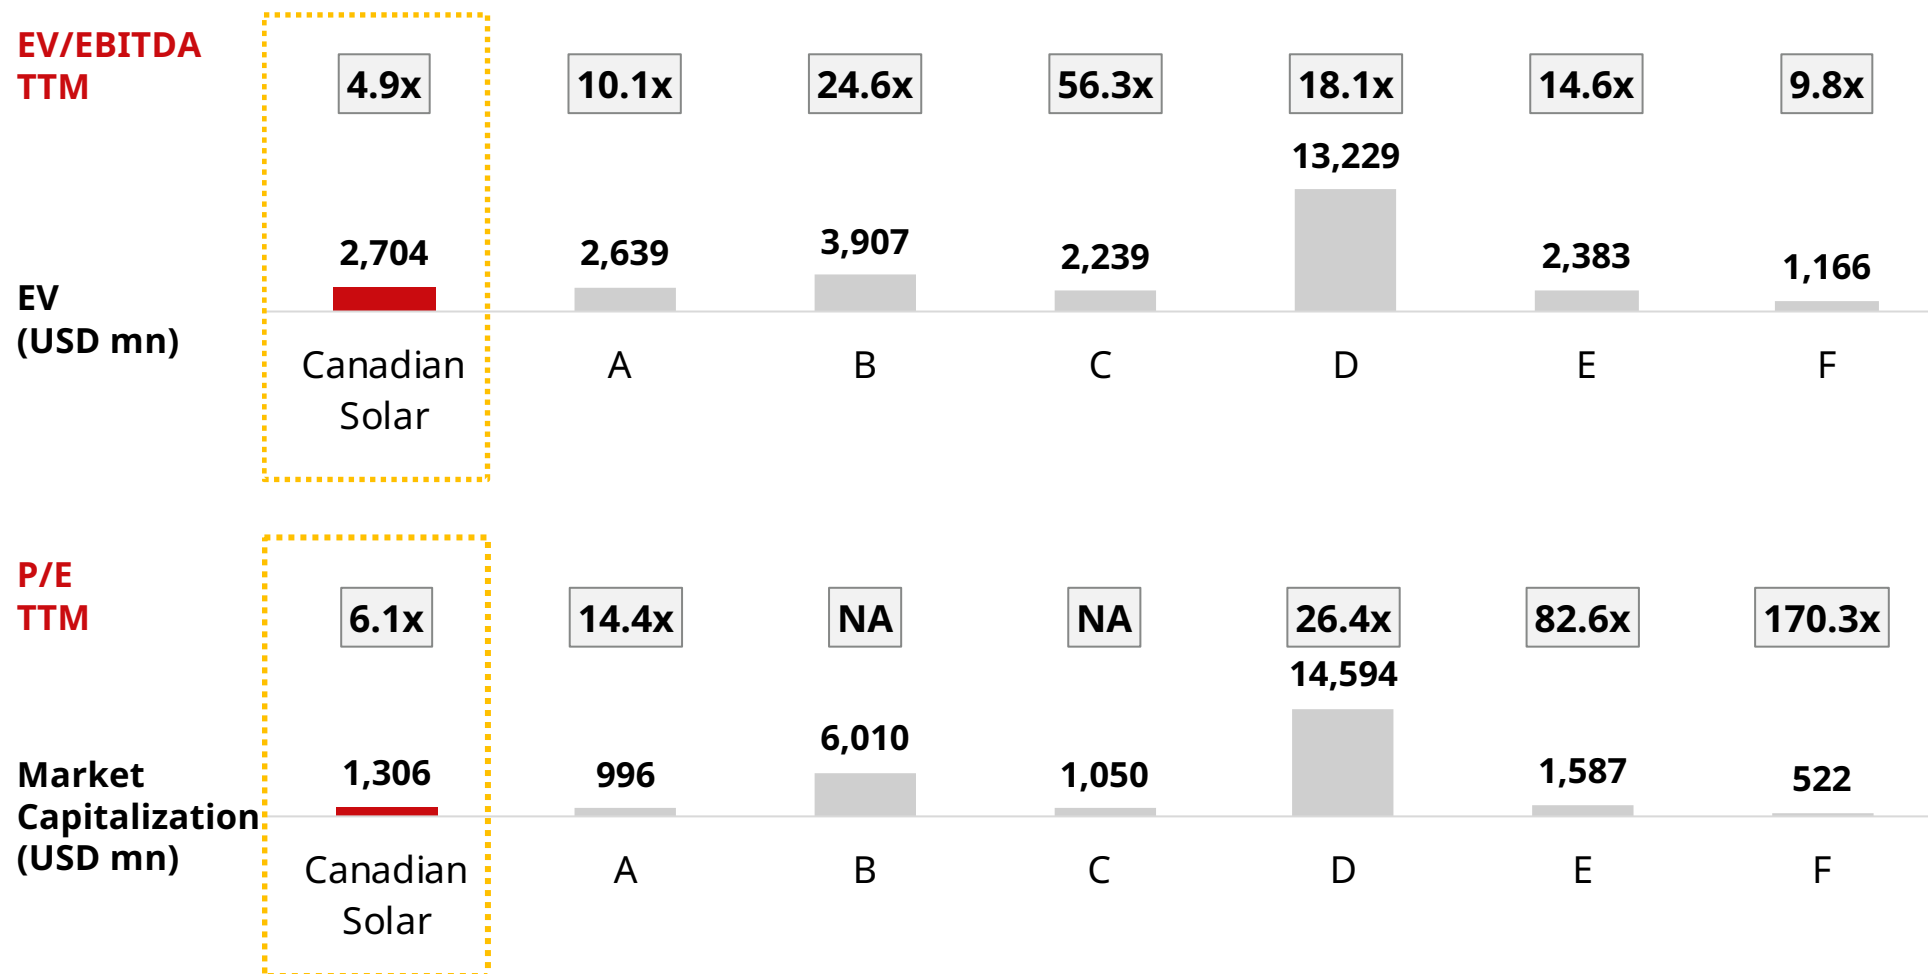 EV/EBITDA
TTM
4.9x 10.1x 24.6x 56.3x 18.1x 14.6x 9.8x
13,229
2,704 2,639 3,907 2,239 2,383 1,166
EV
(USD mn)
Canadian
Solar
A B C D E F
P/E
TTM
6.1x 14.4x NA NA 26.4x 82.6x 170.3x
14,594
6,010
1,306 996 1,050 1,587 522
Market
Capitalization
(USD mn)
Canadian
Solar
A B C D E F